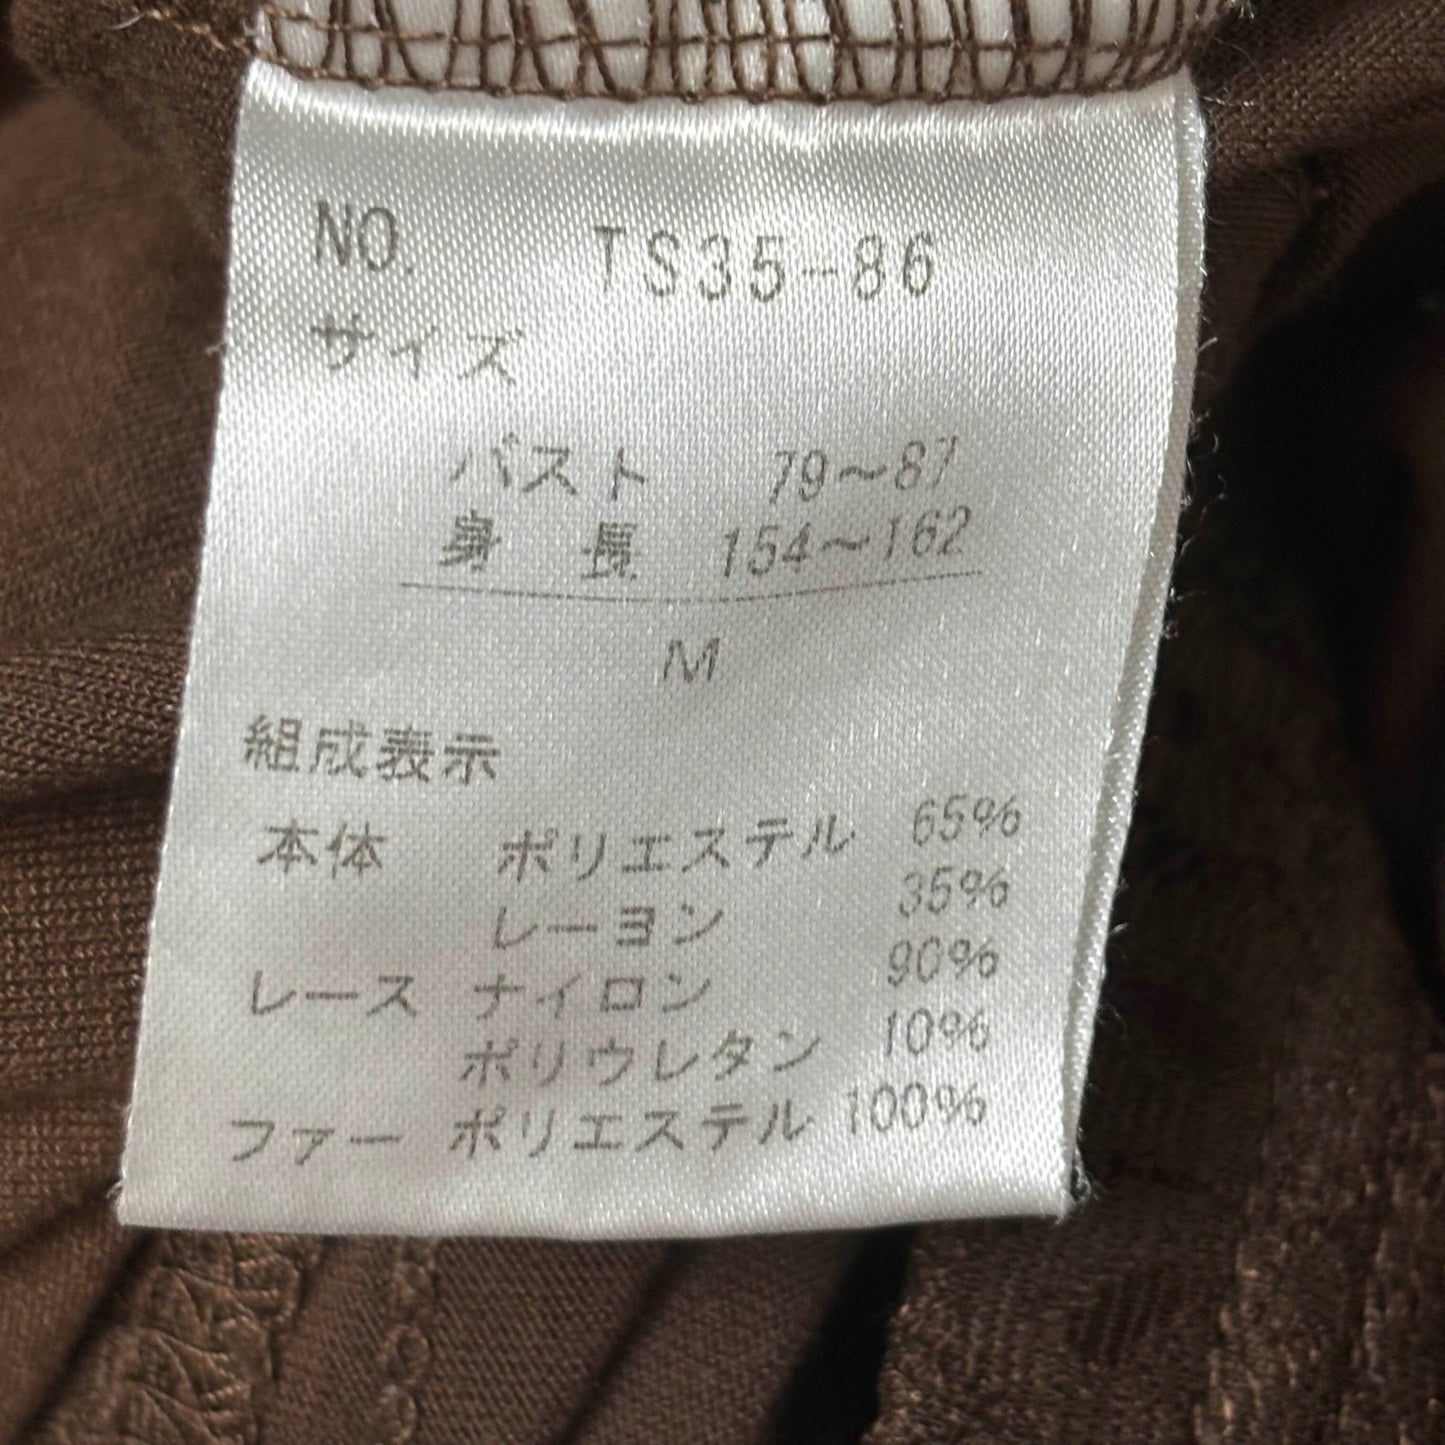 NO. TS35-86
サイズ
バスト 79～87
身長 154～162
M
組成表示
本体 ポリエステル 65%
レーヨン 35%
レース ナイロン 90%
ポリウレタン 10%
ファー ポリエステル 100%